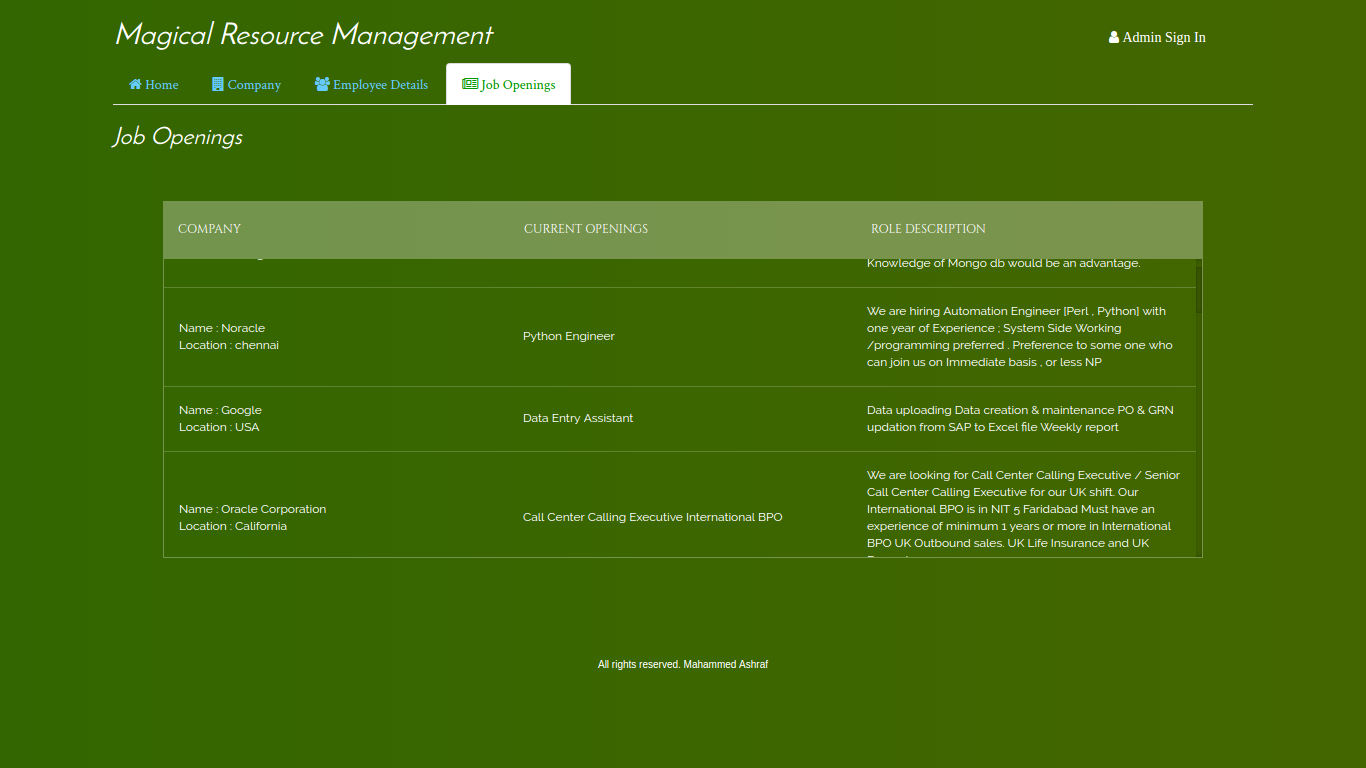 Magical Resource Management
Admin Sign In
Home
Company
Employee Details
Job Openings
Job Openings
COMPANY
CURRENT OPENINGS
ROLE DESCRIPTION
Knowledge of Mongo db would be an advantage.
Name : Noracle
Location : chennai
Python Engineer
We are hiring Automation Engineer [Perl , Python] with
one year of Experience ; System Side Working
/programming preferred . Preference to some one who
can join us on Immediate basis , or less NP
Name : Google
Location : USA
Data Entry Assistant
Data uploading Data creation & maintenance PO & GRN
updation from SAP to Excel file Weekly report
Name : Oracle Corporation
Location : California
Call Center Calling Executive International BPO
We are looking for Call Center Calling Executive / Senior
Call Center Calling Executive for our UK shift. Our
International BPO is in NIT 5 Faridabad Must have an
experience of minimum 1 years or more in International
BPO UK Outbound sales. UK Life Insurance and UK
All rights reserved. Mahammed Ashraf